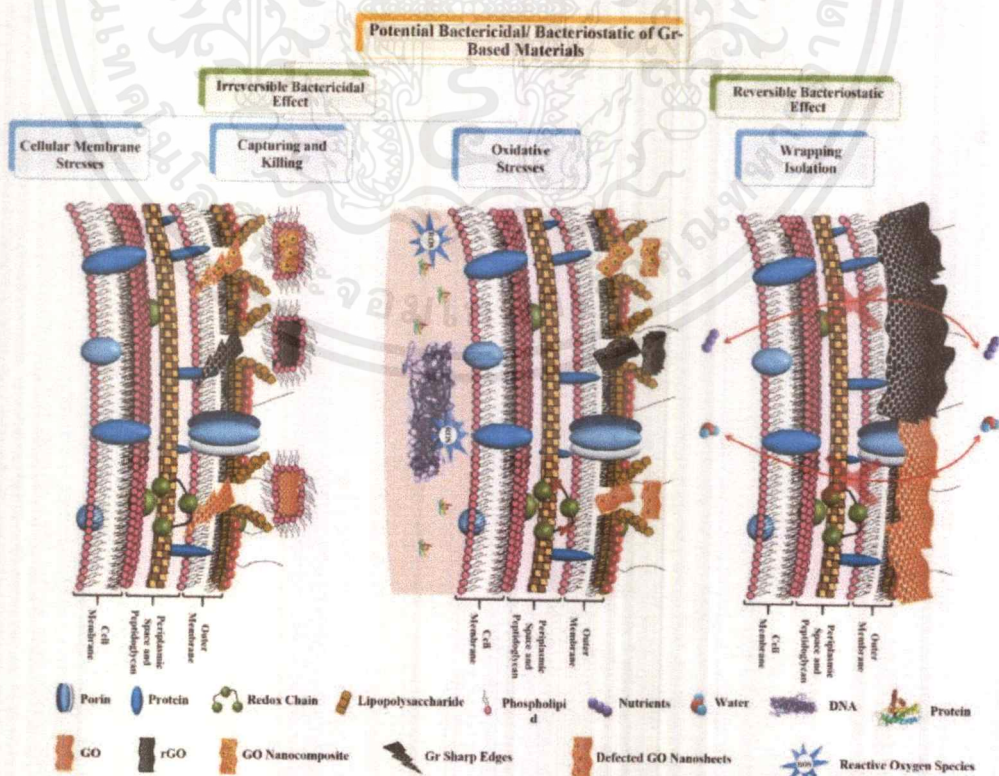 Potential Bactericidal/ Bacteriostatic of Gr-
Based Materials
Irreversible Bactericidal
Effect
Reversible Bacteriostatic
Effect
Cellular Membrane
Stresses
Capturing and
Killing
Oxidative
Stresses
Wrapping
Isolation
ROS
ROS
Cell
Membrane
Periplasmic
Space and
Peptidoglycan
Outer
Membrane
Cell
Membrane
Periplasmic
Space and
Peptidoglycan
Outer
Membrane
Cell
Membrane
Periplasmic
Space and
Peptidoglycan
Outer
Membrane
Porin
Protein
Redox Chain
Lipopolysaccharide
Phospholipi
d
Nutrients
Water
DNA
Protein
GO
rGO
GO Nanocomposite
Gr Sharp Edges
Defected GO Nanosheets
ROS
Reactive Oxygen Species